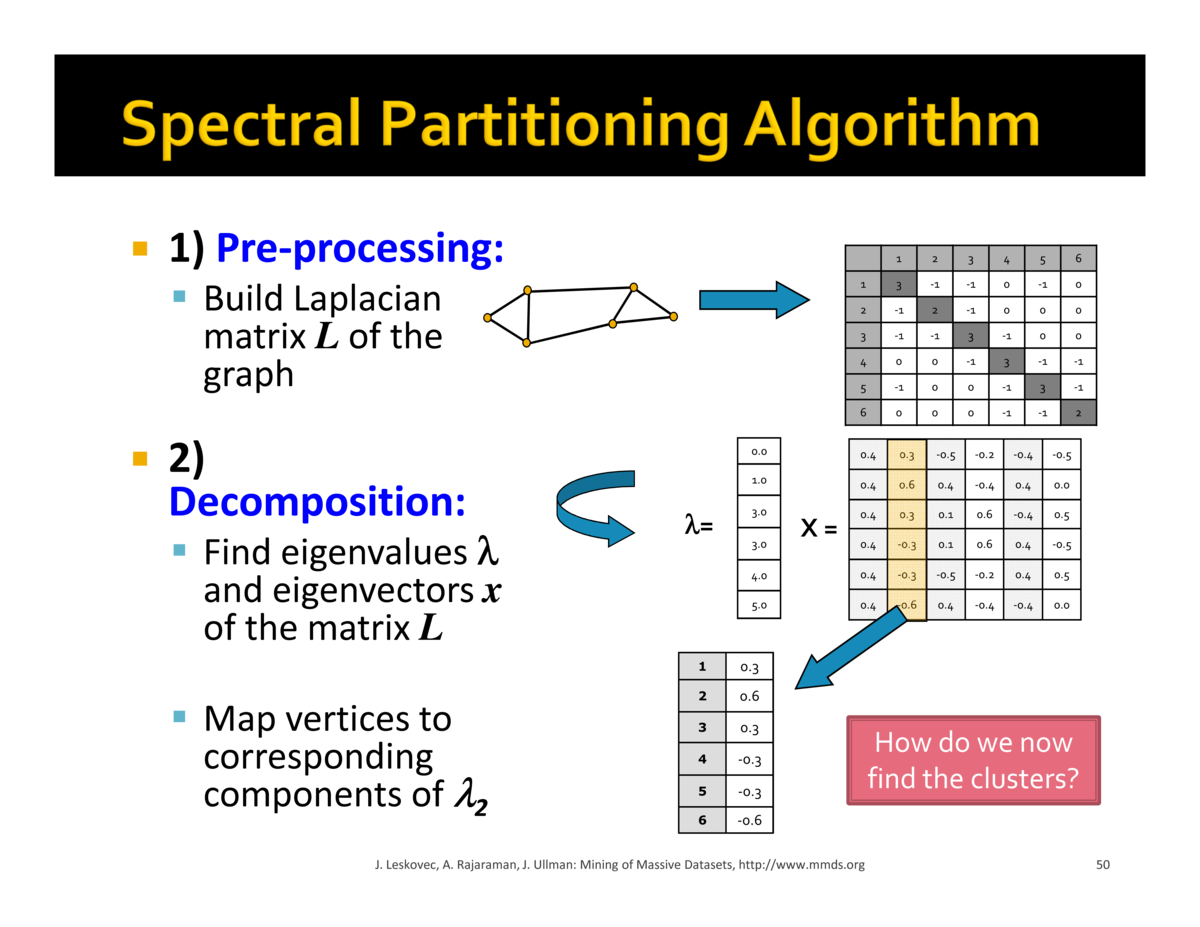 Spectral Partitioning Algorithm
1) Pre-processing:
Build Laplacian
matrix L of the
graph
1 2 3 4 5 6
1 3 -1 -1 0 -1 0
2 -1 2 -1 0 0 0
3 -1 -1 3 -1 0 0
4 0 0 -1 3 -1 -1
5 -1 0 0 -1 3 -1
6 0 0 0 -1 -1 2
2)
Decomposition:
Find eigenvalues λ
and eigenvectors x
of the matrix L
λ=
0.0
1.0
3.0
3.0
4.0
5.0
X =
0.4 0.3 -0.5 -0.2 -0.4 -0.5
0.4 0.6 0.4 -0.4 0.4 0.0
0.4 0.3 0.1 0.6 -0.4 0.5
0.4 -0.3 0.1 0.6 0.4 -0.5
0.4 -0.3 -0.5 -0.2 0.4 0.5
0.4 -0.6 0.4 -0.4 -0.4 0.0
Map vertices to
corresponding
components of λ2
1 0.3
2 0.6
3 0.3
4 -0.3
5 -0.3
6 -0.6
How do we now
find the clusters?
J. Leskovec, A. Rajaraman, J. Ullman: Mining of Massive Datasets, http://www.mmds.org
50